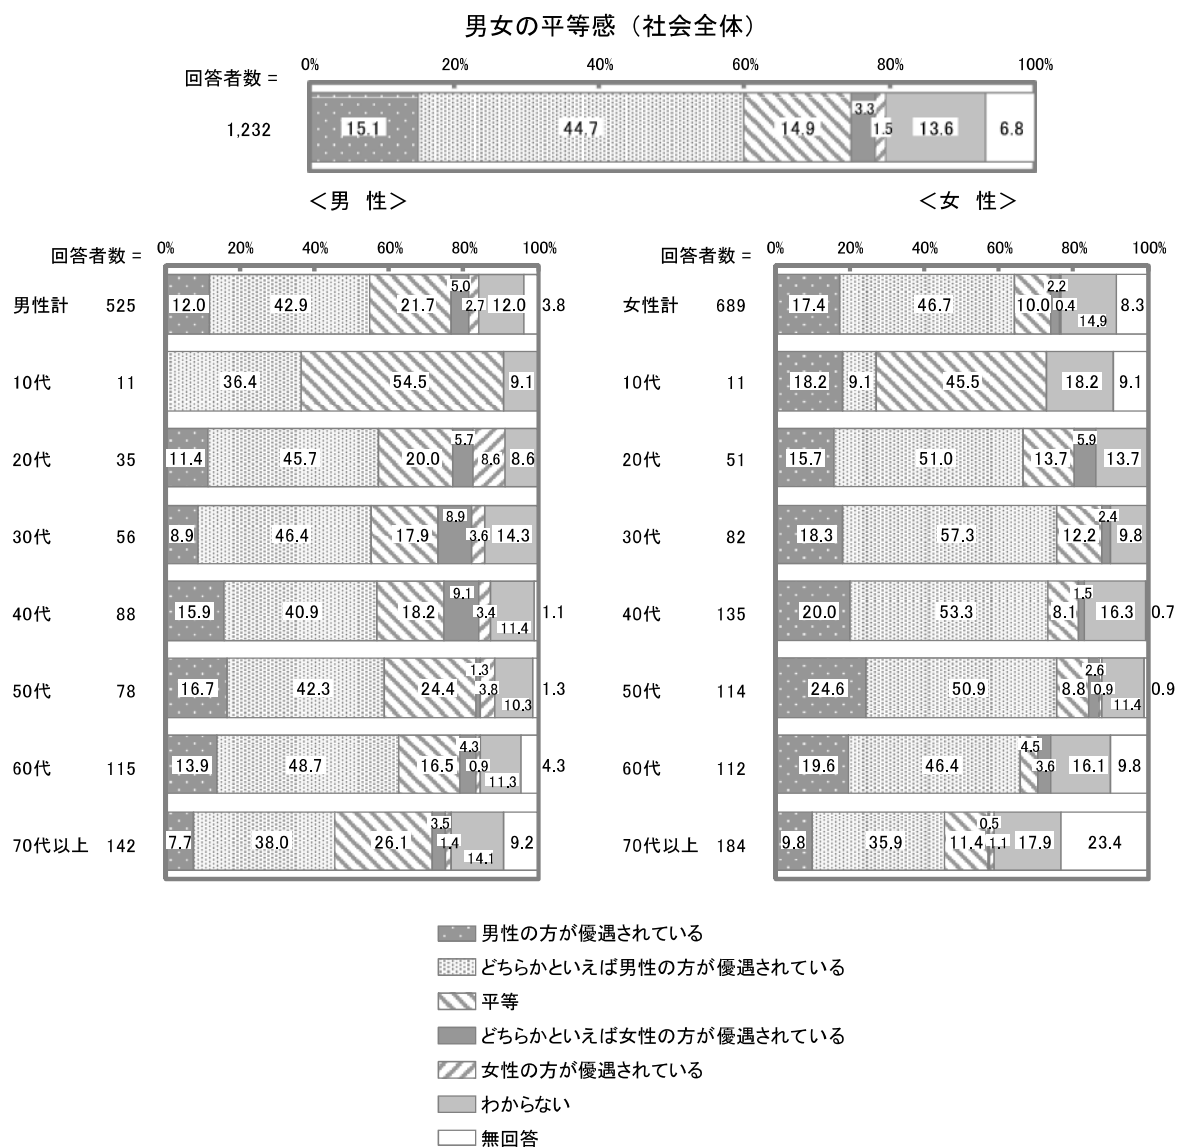 男女の平等感（社会全体）
0% 20% 40% 60% 80% 100%
回答者数 =
1,232 15.1 44.7 14.9 3.3 1.5 13.6 6.8
＜男 性＞
回答者数 = 0% 20% 40% 60% 80% 100%
男性計 525 12.0 42.9 21.7 5.0 2.7 12.0 3.8
10代 11 36.4 54.5 9.1
20代 35 11.4 45.7 20.0 5.7 8.6 8.6
30代 56 8.9 46.4 17.9 8.9 3.6 14.3
40代 88 15.9 40.9 18.2 9.1 3.4 11.4 1.1
50代 78 16.7 42.3 24.4 1.3 3.8 10.3 1.3
60代 115 13.9 48.7 16.5 4.3 0.9 11.3 4.3
70代以上 142 7.7 38.0 26.1 3.5 1.4 14.1 9.2
＜女 性＞
回答者数 = 0% 20% 40% 60% 80% 100%
女性計 689 17.4 46.7 10.0 2.2 0.4 14.9 8.3
10代 11 18.2 9.1 45.5 18.2 9.1
20代 51 15.7 51.0 13.7 5.9 13.7
30代 82 18.3 57.3 12.2 2.4 9.8
40代 135 20.0 53.3 8.1 1.5 16.3 0.7
50代 114 24.6 50.9 8.8 2.6 0.9 11.4 0.9
60代 112 19.6 46.4 4.5 3.6 16.1 9.8
70代以上 184 9.8 35.9 11.4 0.5 1.1 17.9 23.4
男性の方が優遇されている
どちらかといえば男性の方が優遇されている
平等
どちらかといえば女性の方が優遇されている
女性の方が優遇されている
わからない
無回答